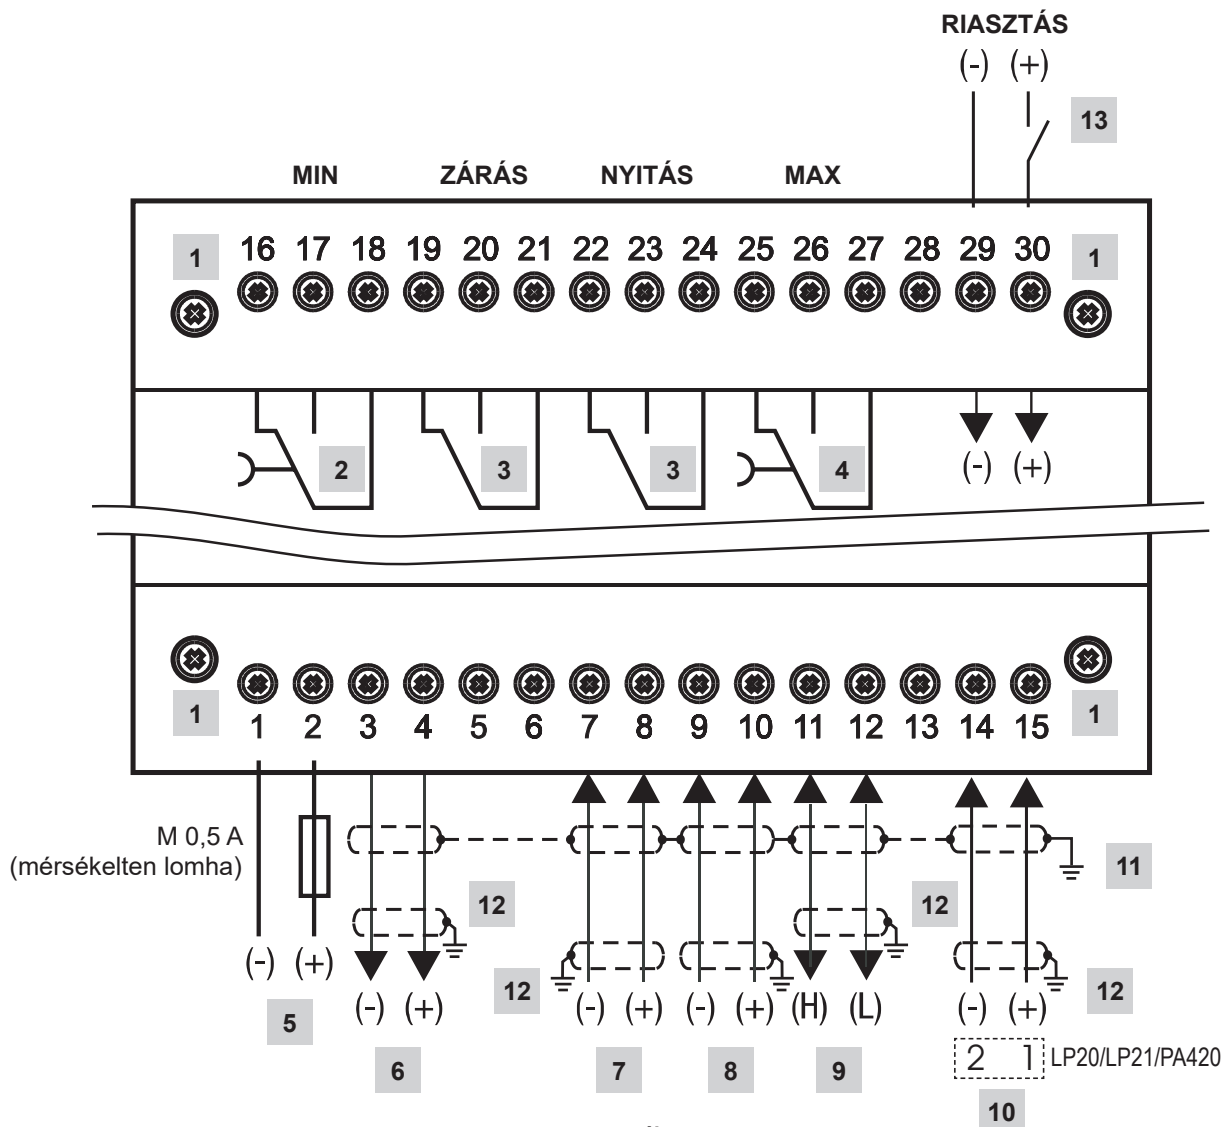 RIASZTÁS
(-) (+)
13
MIN ZÁRÁS NYITÁS MAX
1 16 17 18 19 20 21 22 23 24 25 26 27 28 29 30 1
2 3 3 4
(-) (+)
1 1 2 3 4 5 6 7 8 9 10 11 12 13 14 15 1
M 0,5 A
(mérsékelten lomha)
11
12 12
(-) (+)
12 12
(-) (+) (-) (+) (-) (+) (H) (L) (-) (+)
5
2 1 LP20/LP21/PA420
6 7 8 9
10